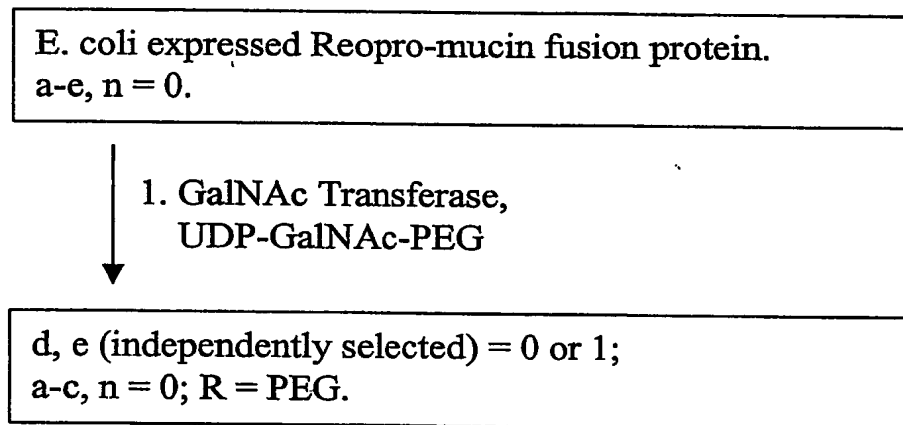 E. coli expressed Reopro-mucin fusion protein.
a-e, n = 0.
1. GalNAc Transferase,
UDP-GalNAc-PEG
d, e (independently selected) = 0 or 1;
a-c, n = 0; R = PEG.